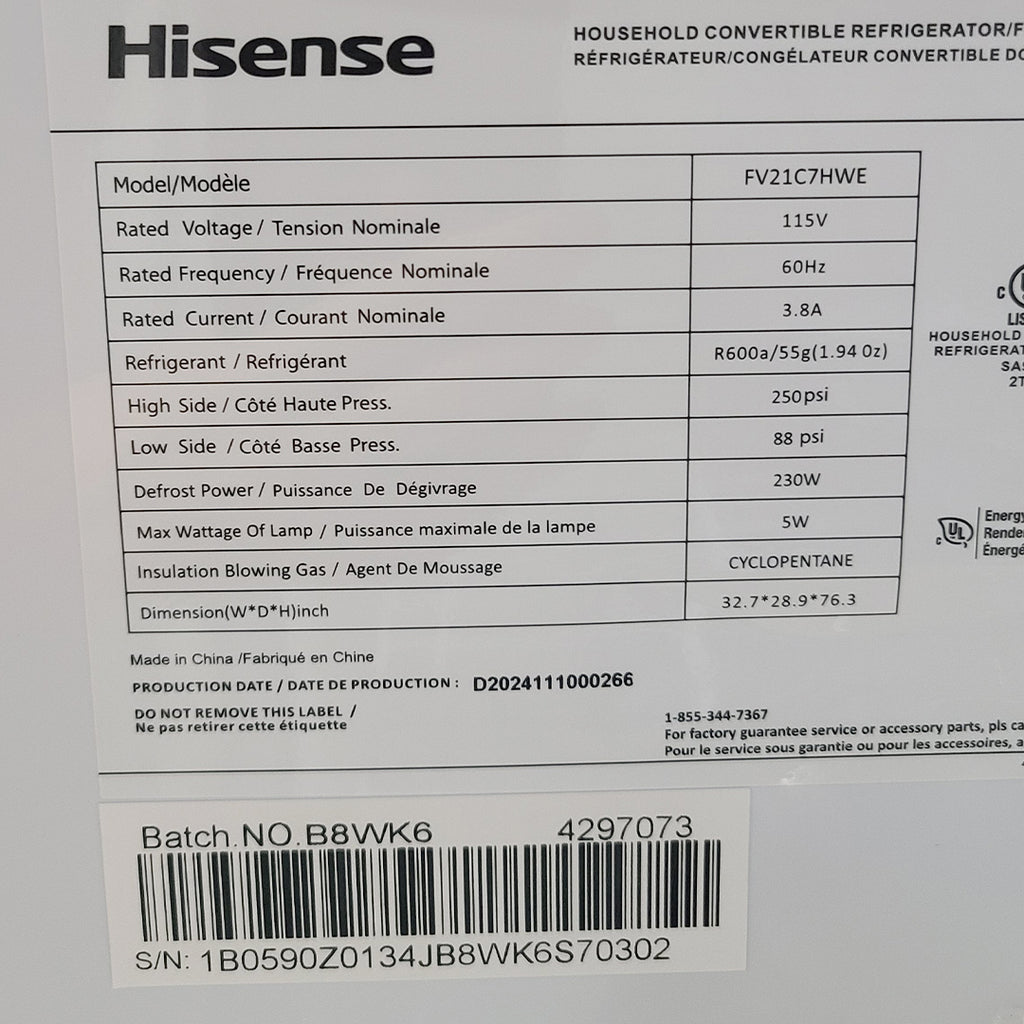 Hisense
HOUSEHOLD CONVERTIBLE REFRIGERATOR/F
RÉFRIGÉRATEUR/CONGÉLATEUR CONVERTIBLE
Model/Modèle FV21C7HWE
Rated Voltage / Tension Nominale 115V
Rated Frequency / Fréquence Nominale 60Hz
Rated Current / Courant Nominale 3.8A
Refrigerant / Refrigérant R600a/55g(1.94 Oz)
High Side / Côté Haute Press. 250psi
Low Side / Côté Basse Press. 88 psi
Defrost Power / Puissance De Dégivrage 230W
Max Wattage Of Lamp / Puissance maximale de la lampe 5W
Insulation Blowing Gas / Agent De Moussage CYCLOPENTANE
Dimension(W*D*H)inch 32.7*28.9*76.3
C
HOUSEHOLD
C UL
Energy
Made in China /Fabriqué en Chine
PRODUCTION DATE / DATE DE PRODUCTION : D2024111000266
DO NOT REMOVE THIS LABEL /
Ne pas retirer cette étiquette
1-855-344-7367
For factory guarantee service or accessory parts, pls
Pour le service sous garantie ou pour les accessoires,
Batch.NO.B8WK6 4297073
S/N: 1B0590Z0134JB8WK6S70302